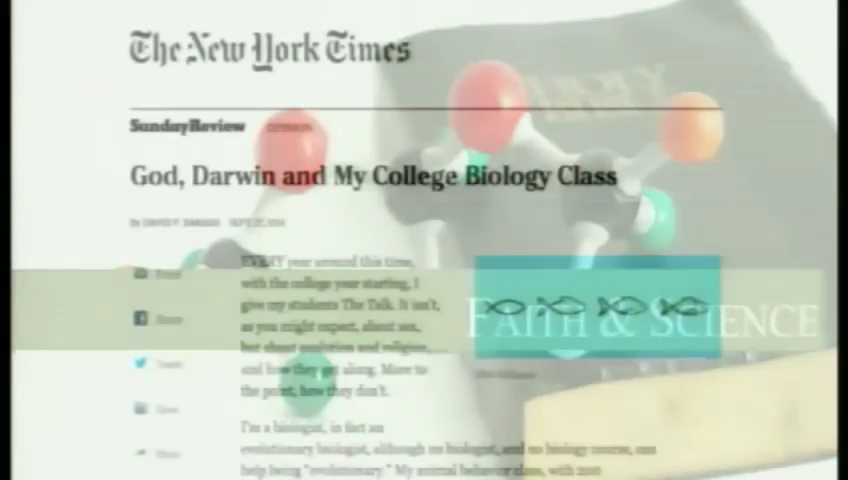 The New York Times
SundayReview
God, Darwin and My College Biology Class
EVERY year around this time,
with the college year starting, I
give my students The Talk. It isn't,
as you might expect, about sex,
but about evolution and religion,
and how they get along. More to
the point, how they don't.
FAITH & SCIENCE
I'm a biologist, in fact an
evolutionary biologist, although no biologist, and no biology course, can
help being "evolutionary." My animal behavior class, with 200